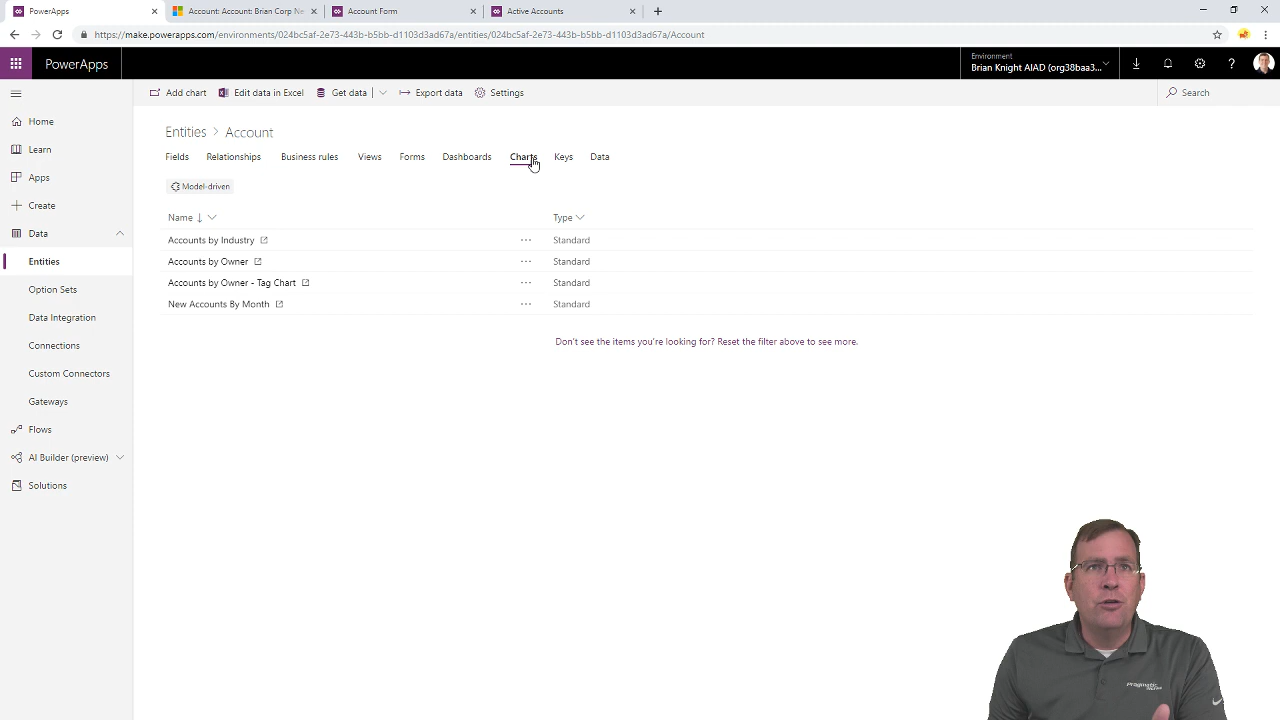 PowerApps
Account: Account: Brian Corp Ne
Account Form
Active Accounts
https://make.powerapps.com/environments/024bc5af-2e73-443b-b5bb-d1103d3ad67a/entities/024bc5af-2e73-443b-b5bb-d1103d3ad67a/Account
PowerApps
Environment
Brian Knight AIAD (org38baa3...
Add chart
Edit data in Excel
Get data
Export data
Settings
Search
Home
Learn
Apps
Create
Data
Entities
Option Sets
Data Integration
Connections
Custom Connectors
Gateways
Flows
AI Builder (preview)
Solutions
Entities > Account
Fields Relationships Business rules Views Forms Dashboards Charts Keys Data
Model-driven
Name Type
Accounts by Industry ... Standard
Accounts by Owner ... Standard
Accounts by Owner - Tag Chart ... Standard
New Accounts By Month ... Standard
Don't see the items you're looking for? Reset the filter above to see more.
Pragmatic